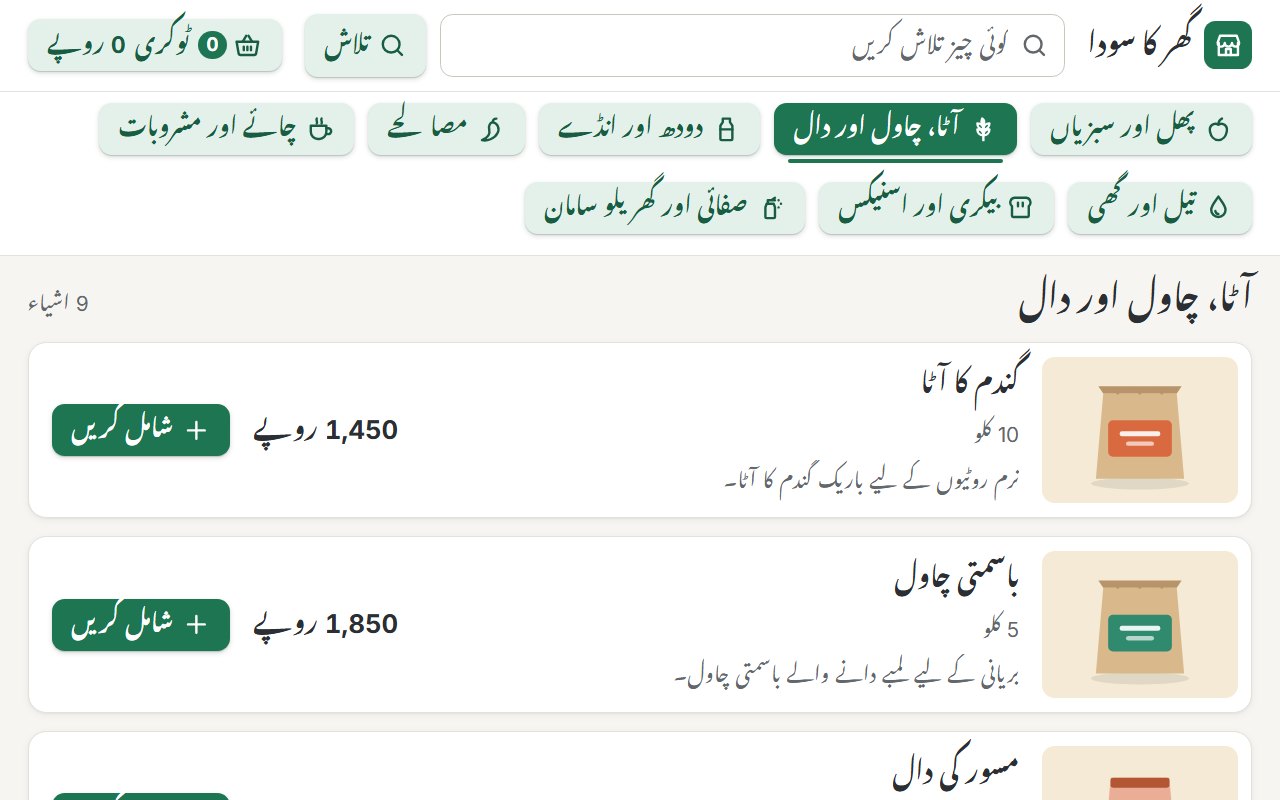 گھر کا سودا
کوئی چیز تلاش کریں
تلاش
0 ٹوکری 0 روپے
پھل اور سبزیاں
آٹا، چاول اور دال
دودھ اور انڈے
مصالحے
چائے اور مشروبات
تیل اور گھی
بیکری اور اسنیکس
صفائی اور گھریلو سامان
آٹا، چاول اور دال
9 اشیاء
گندم کا آٹا
10 کلو
نرم روٹیوں کے لیے باریک گندم کا آٹا۔
1,450 روپے
شامل کریں
باسمتی چاول
5 کلو
بریانی کے لیے لمبے دانے والے باسمتی چاول۔
1,850 روپے
شامل کریں
مسور کی دال